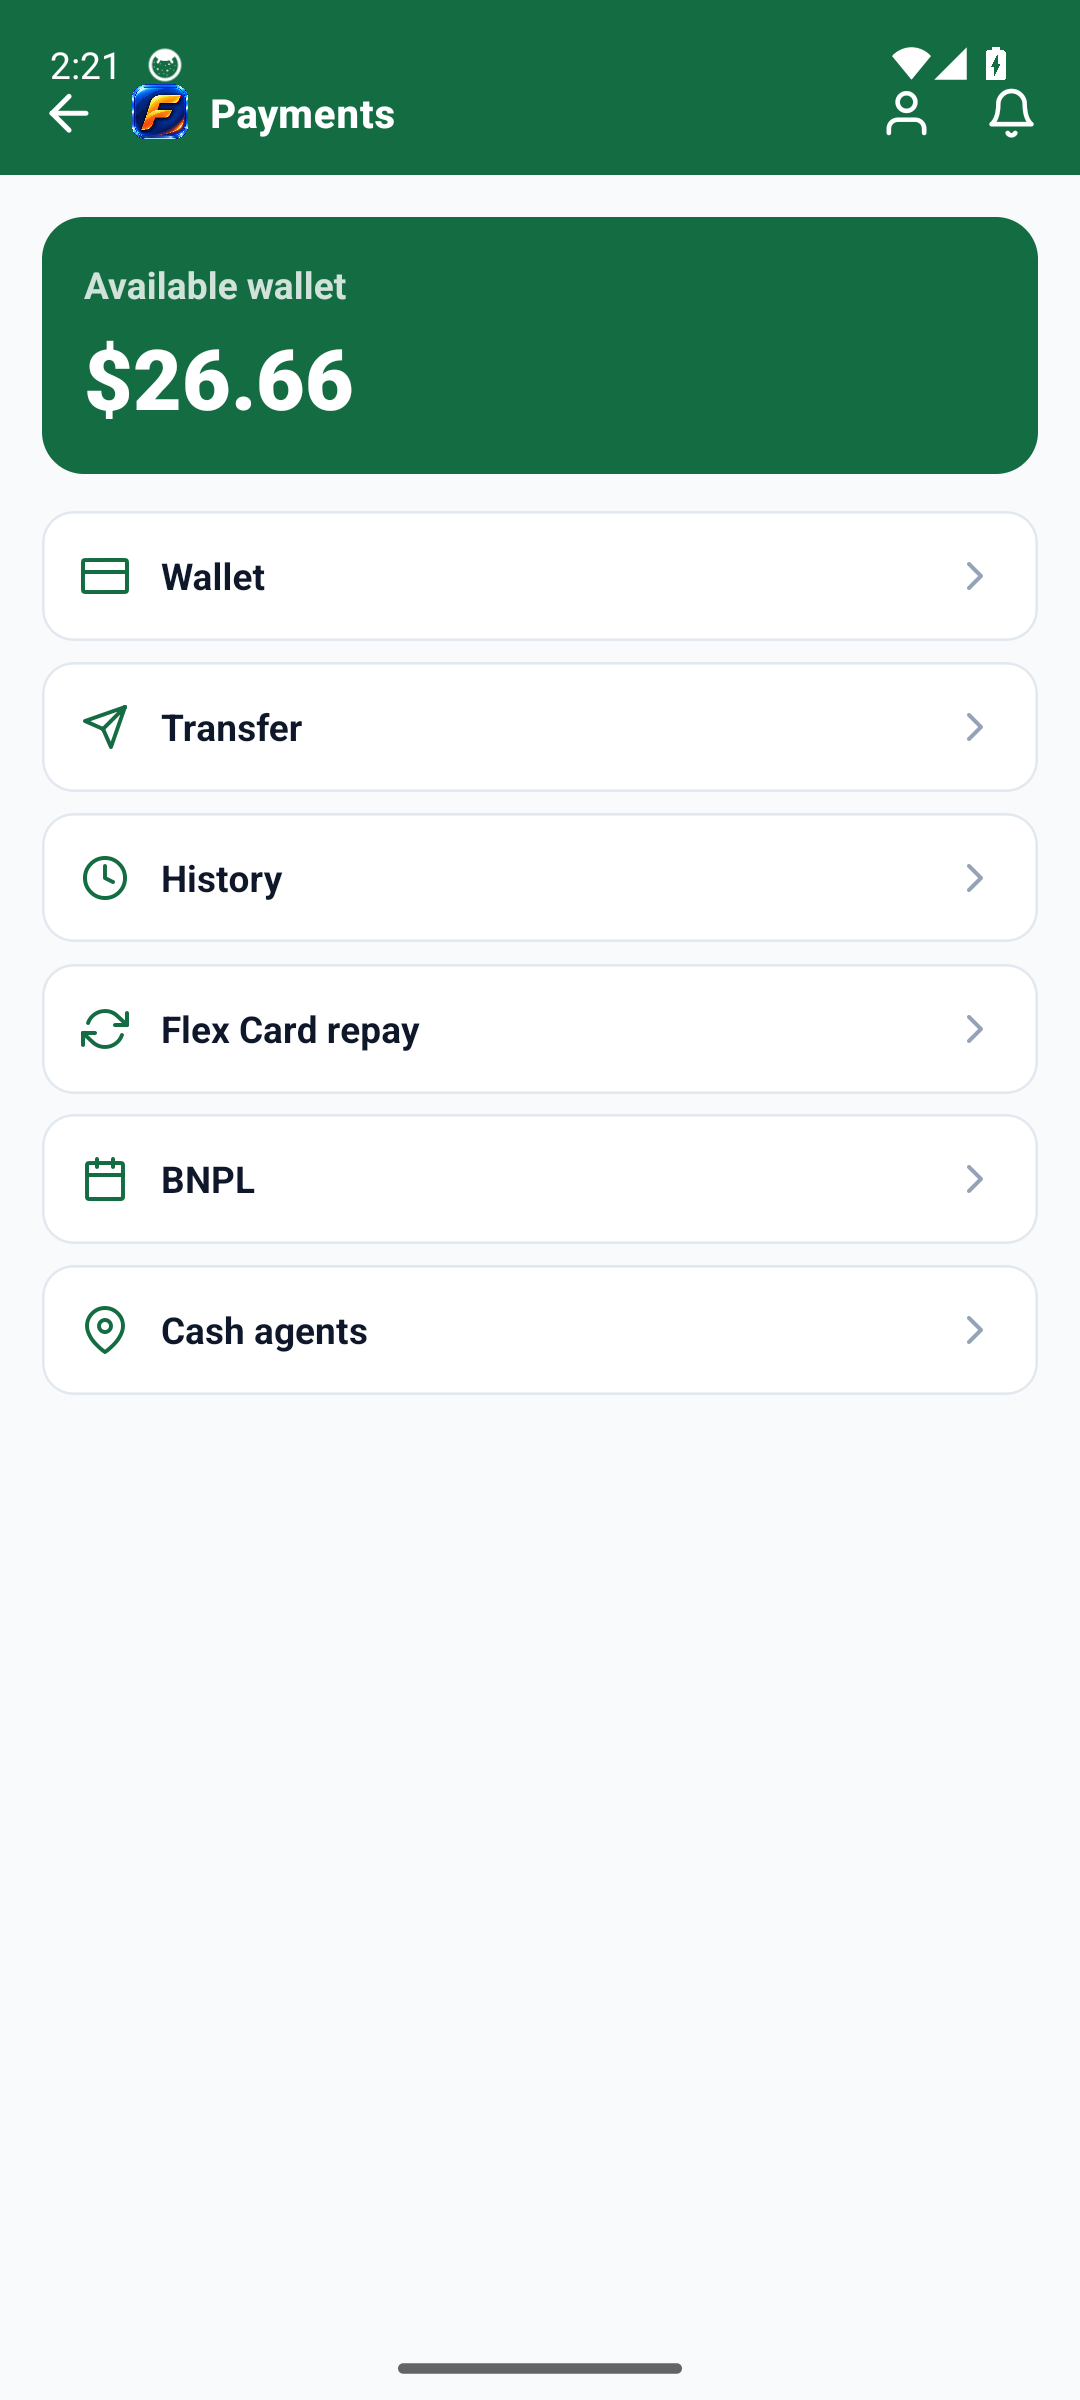 2:21
Payments
Available wallet
$26.66
Wallet
Transfer
History
Flex Card repay
BNPL
Cash agents